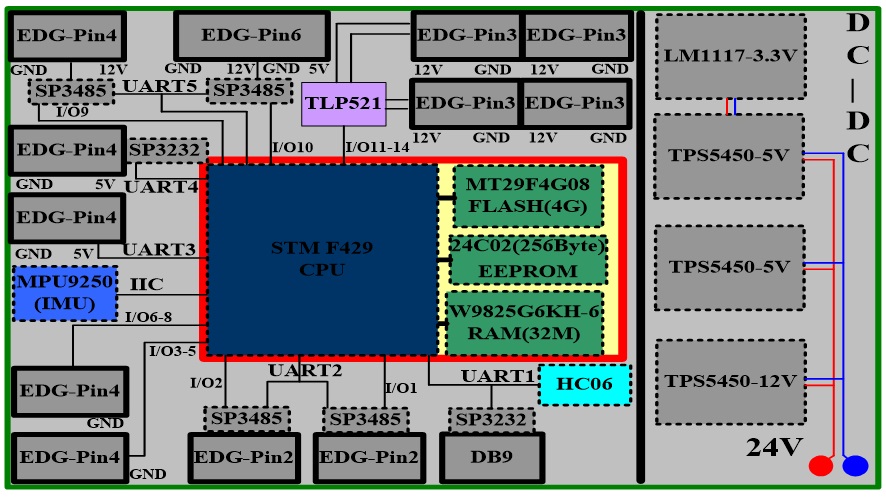 EDG-Pin4
GND 12V
SP3485
I/O9
UART5
EDG-Pin6
GND 12V GND 5V
SP3485
I/O10
TLP521
I/O11-14
EDG-Pin3 EDG-Pin3
12V GND 12V GND
EDG-Pin3 EDG-Pin3
12V GND 12V GND
EDG-Pin4
GND 5V
SP3232
UART4
EDG-Pin4
GND 5V
UART3
MPU9250
(IMU)
IIC
I/O6-8
I/O3-5
EDG-Pin4
GND
EDG-Pin4
GND
STM F429
CPU
MT29F4G08
FLASH(4G)
24C02(256Byte)
EEPROM
W9825G6KH-6
RAM(32M)
I/O2
UART2
I/O1
UART1
HC06
SP3485
SP3485
SP3232
EDG-Pin2
EDG-Pin2
DB9
LM1117-3.3V
TPS5450-5V
TPS5450-5V
TPS5450-12V
24V
DC-DC